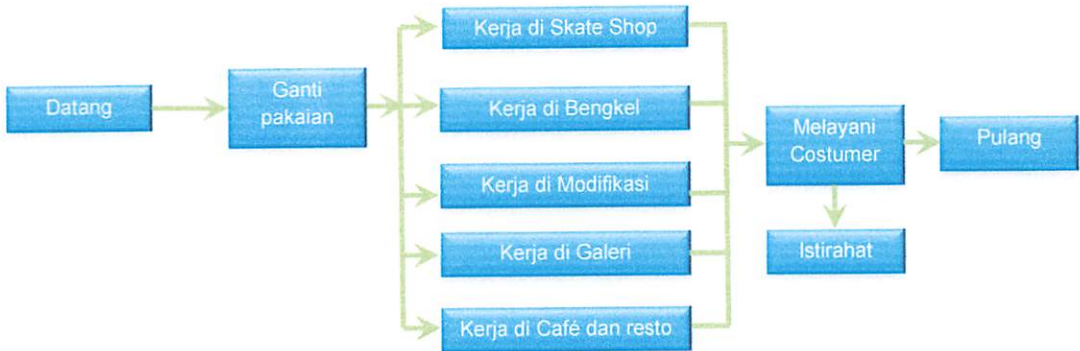 Datang
Ganti
pakaian
Kerja di Skate Shop
Kerja di Bengkel
Kerja di Modifikasi
Kerja di Galeri
Kerja di Café dan resto
Melayani
Costumer
Istirahat
Pulang